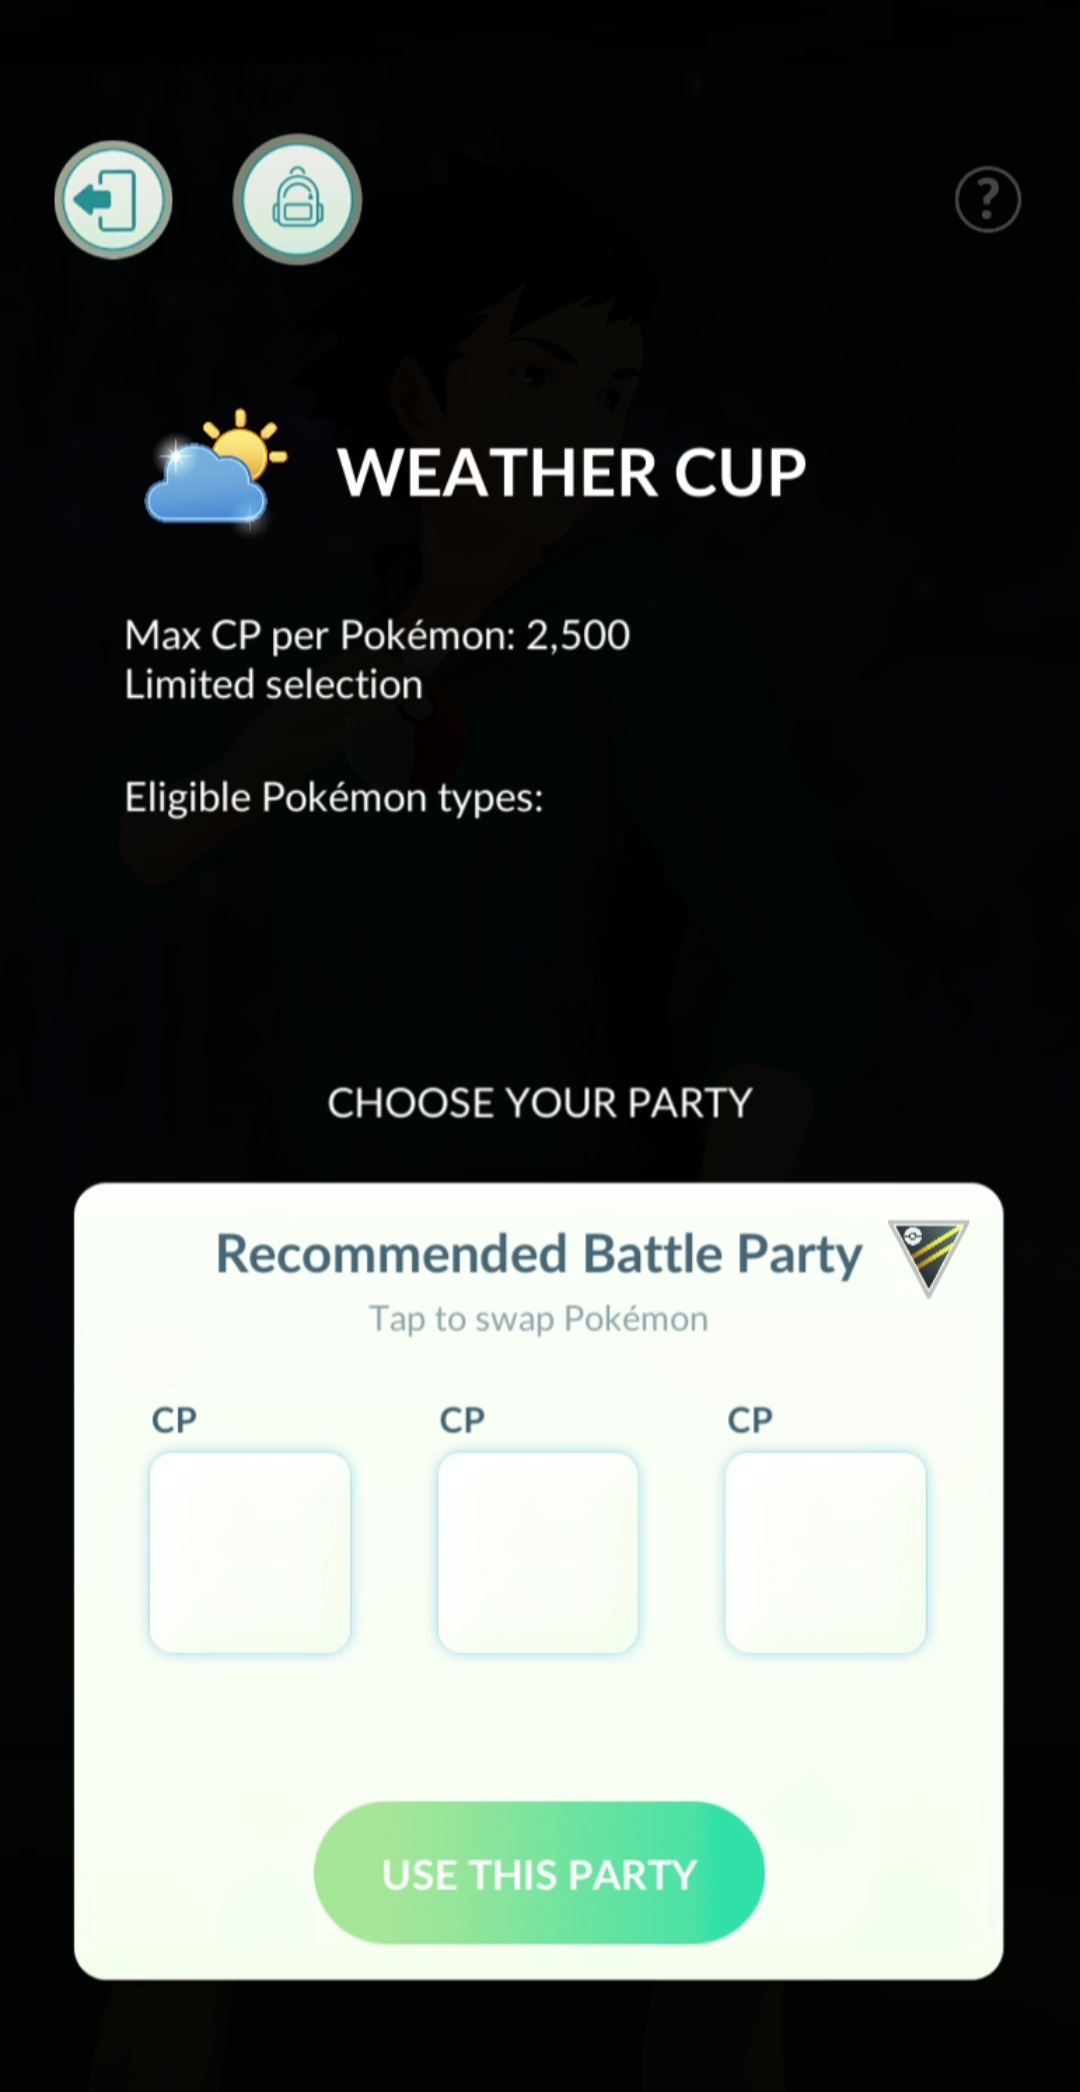 ?
WEATHER CUP
Max CP per Pokémon: 2,500
Limited selection
Eligible Pokémon types:
CHOOSE YOUR PARTY
Recommended Battle Party
Tap to swap Pokémon
CP CP CP
USE THIS PARTY